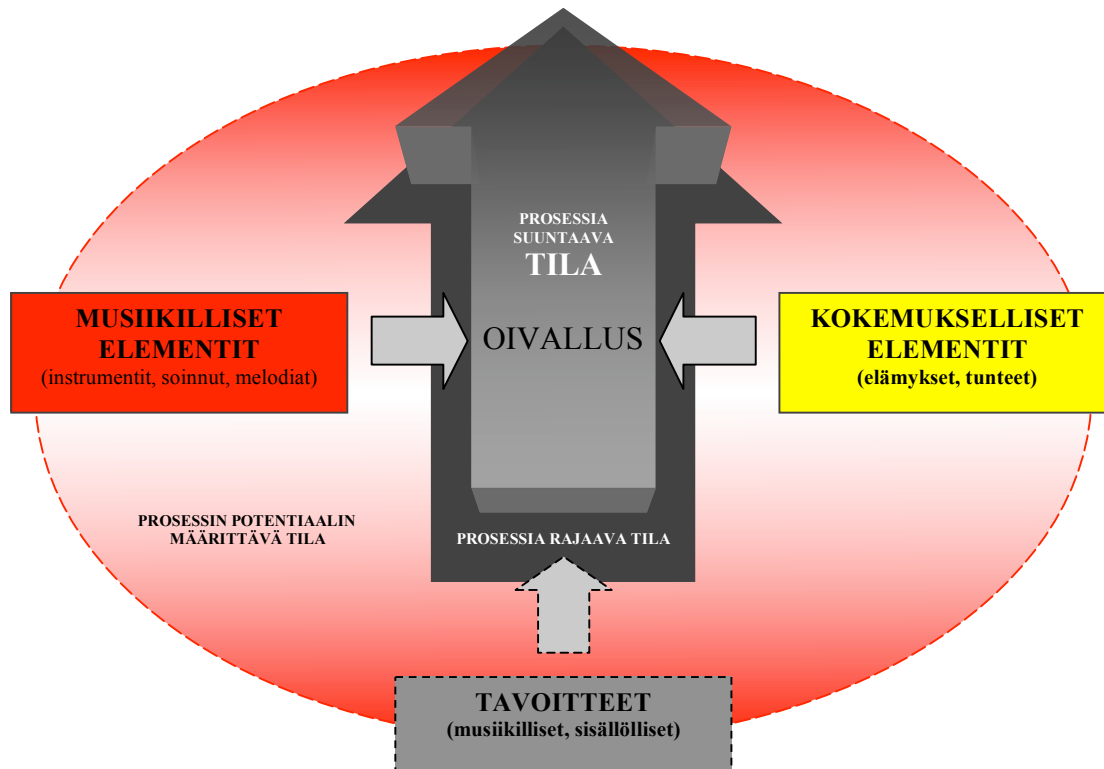 PROSESSIA
SUUNTAAVA
TILA
OIVALLUS
MUSIIKILLISET
ELEMENTIT
(instrumentit, soinnut, melodiat)
KOKEMUKSELLISET
ELEMENTIT
(elämykset, tunteet)
PROSESSIN POTENTIAALIN
MÄÄRITTÄVÄ TILA
PROSESSIA RAJAAVA TILA
TAVOITTEET
(musiikilliset, sisällölliset)